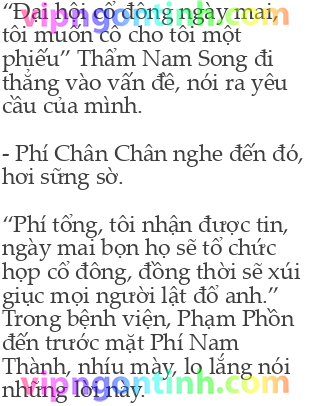 “Đại hội cổ đông ngày mai,
tôi muốn cô cho tôi một
phiếu” Thẩm Nam Song đi
thẳng vào vấn đề, nói ra yêu
cầu của mình.
- Phí Chân Chân nghe đến đó,
hơi sững sờ.
“Phí tổng, tôi nhận được tin,
ngày mai bọn họ sẽ tổ chức
họp cổ đông, đồng thời sẽ xúi
giục mọi người lật đổ anh.”
Trong bệnh viện, Phạm Phồn
đến trước mặt Phí Nam
Thành, nhíu mày, lo lắng nói
những lời này.
vipngontinh.com
vipngontinh.com
vipngontinh.com